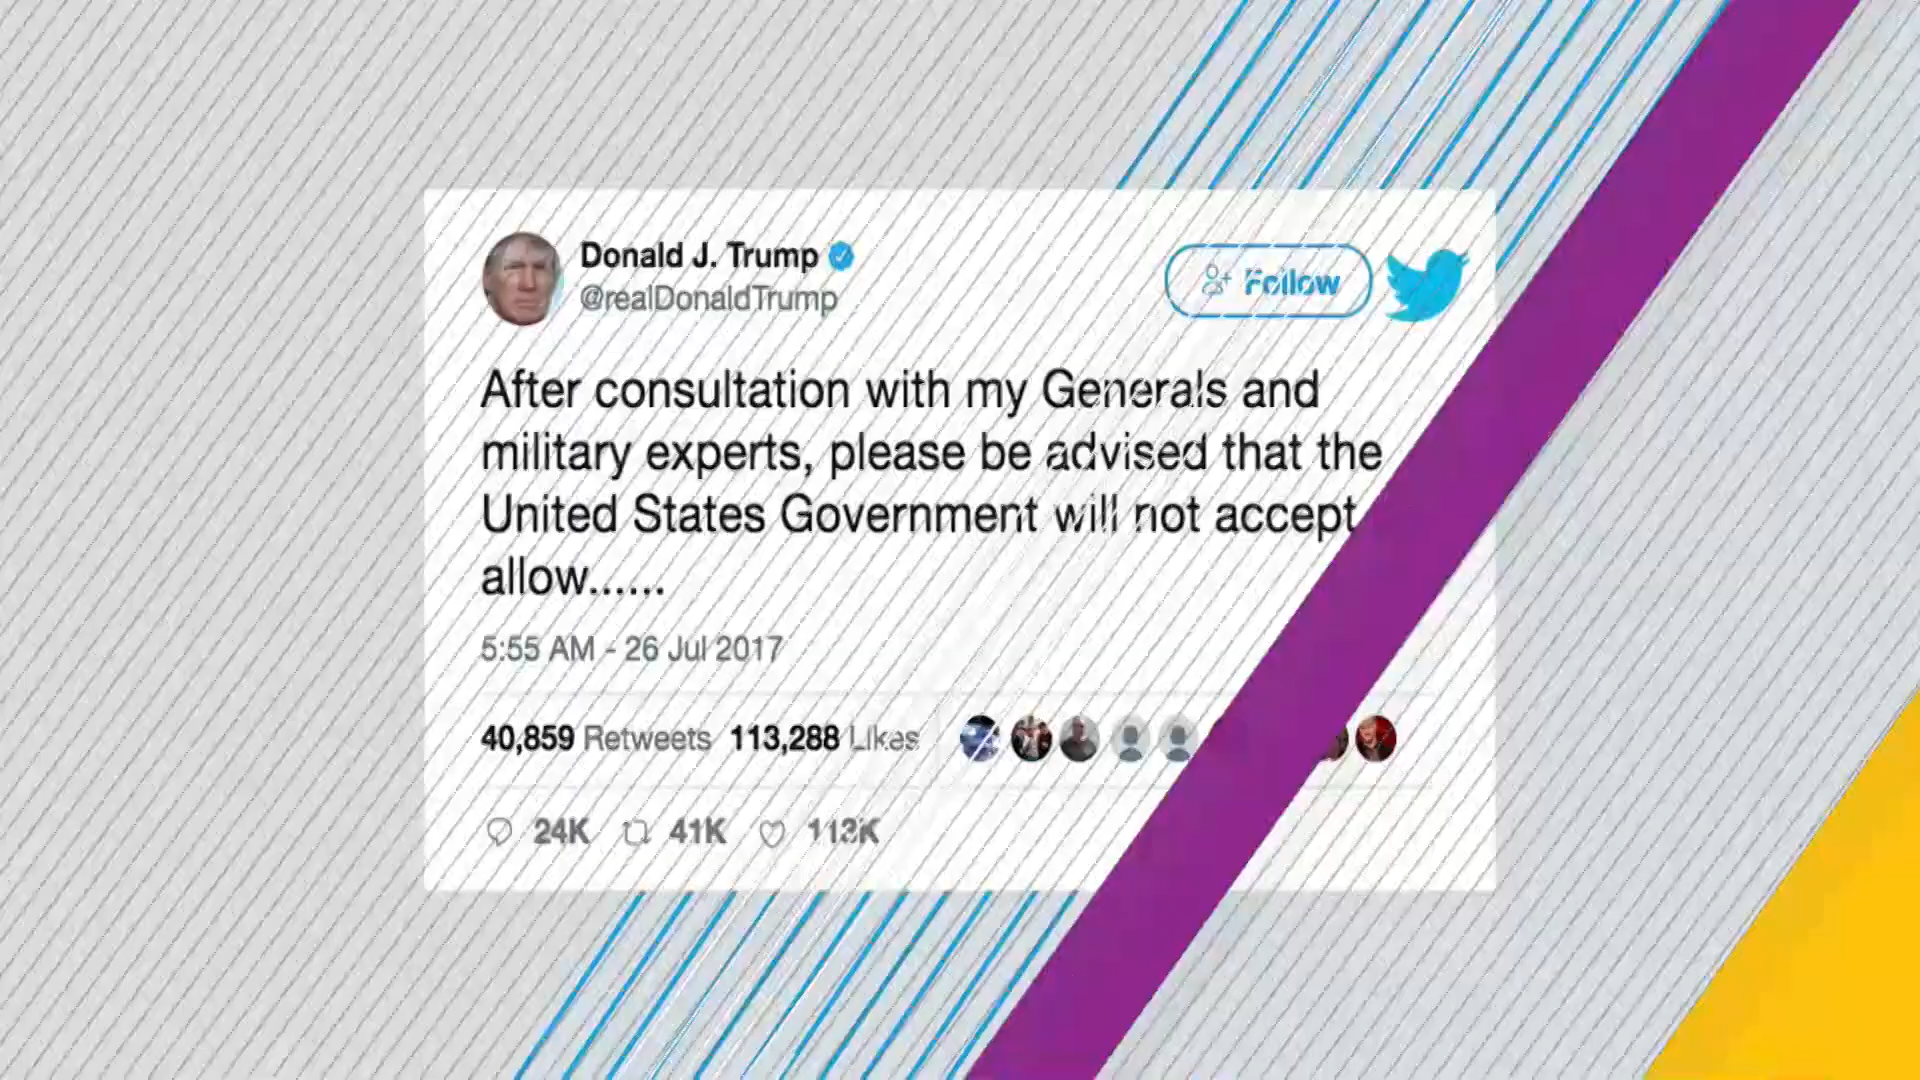 Donald J. Trump
@realDonaldTrump
Follow
After consultation with my Generals and
military experts, please be advised that the
United States Government will not accept
allow......
5:55 AM - 26 Jul 2017
40,859 Retweets 113,288 Likes
24K 41K 113K